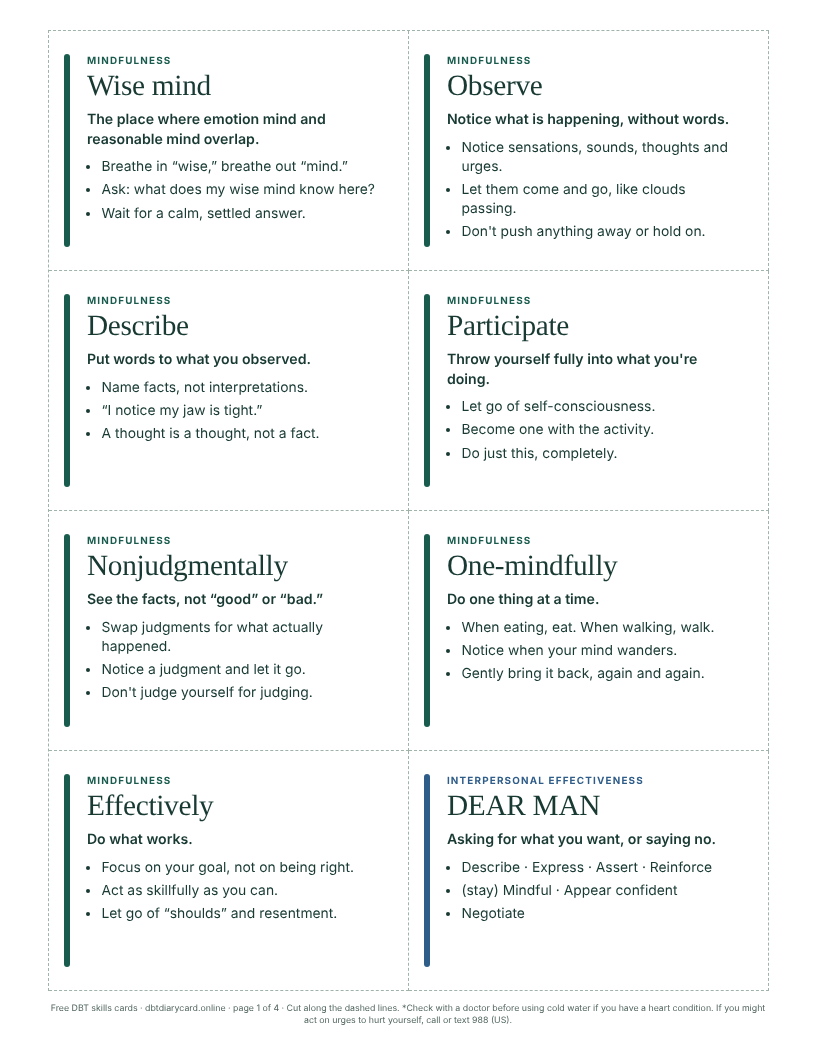 MINDFULNESS
Wise mind
The place where emotion mind and
reasonable mind overlap.
• Breathe in “wise,” breathe out “mind.”
• Ask: what does my wise mind know here?
• Wait for a calm, settled answer.
MINDFULNESS
Observe
Notice what is happening, without words.
• Notice sensations, sounds, thoughts and
urges.
• Let them come and go, like clouds
passing.
• Don't push anything away or hold on.
MINDFULNESS
Describe
Put words to what you observed.
• Name facts, not interpretations.
• “I notice my jaw is tight.”
• A thought is a thought, not a fact.
MINDFULNESS
Participate
Throw yourself fully into what you're
doing.
• Let go of self-consciousness.
• Become one with the activity.
• Do just this, completely.
MINDFULNESS
Nonjudgmentally
See the facts, not “good” or “bad.”
• Swap judgments for what actually
happened.
• Notice a judgment and let it go.
• Don't judge yourself for judging.
MINDFULNESS
One-mindfully
Do one thing at a time.
• When eating, eat. When walking, walk.
• Notice when your mind wanders.
• Gently bring it back, again and again.
MINDFULNESS
Effectively
Do what works.
• Focus on your goal, not on being right.
• Act as skillfully as you can.
• Let go of “shoulds” and resentment.
INTERPERSONAL EFFECTIVENESS
DEAR MAN
Asking for what you want, or saying no.
• Describe · Express · Assert · Reinforce
• (stay) Mindful · Appear confident
• Negotiate
Free DBT skills cards · dbtdiarycard.online · page 1 of 4 · Cut along the dashed lines. *Check with a doctor before using cold water if you have a heart condition. If you might
act on urges to hurt yourself, call or text 988 (US).